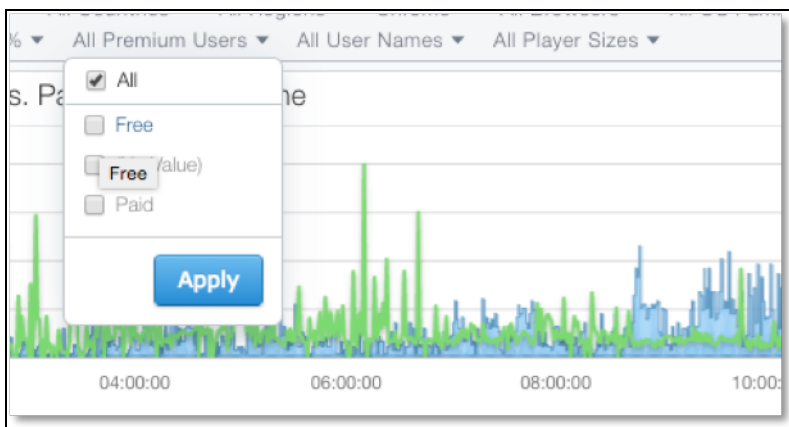 % ▼ All Premium Users ▼ All User Names ▼ All Player Sizes ▼
All
s. Pa
ne
Free
Value)
Free
Paid
Apply
04:00:00 06:00:00 08:00:00 10:00: